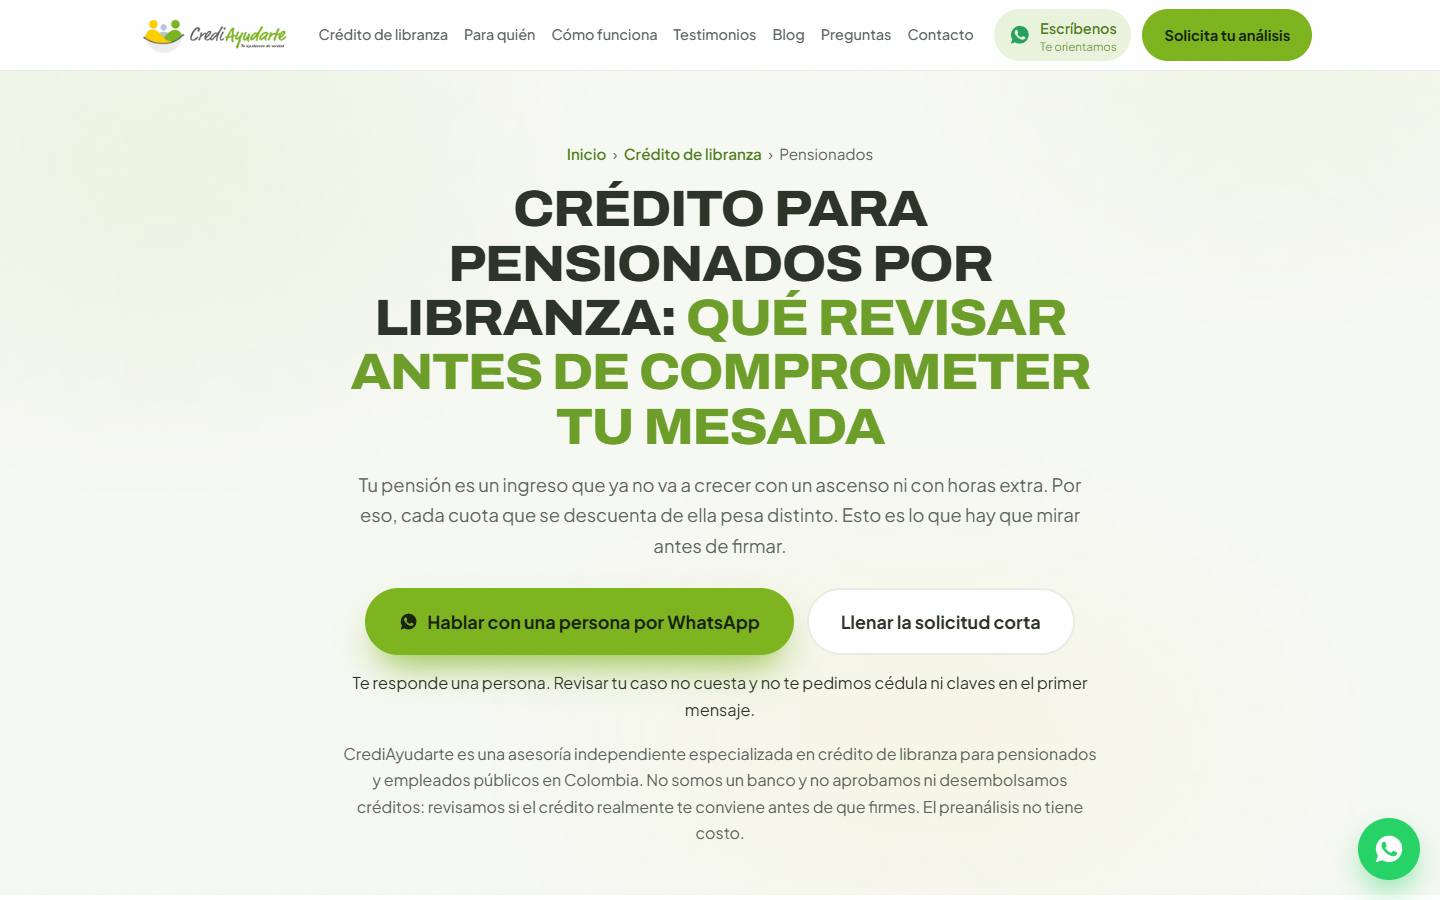 CrediAyudarte
Te ayudamos de verdad
Crédito de libranza
Para quién
Cómo funciona
Testimonios
Blog
Preguntas
Contacto
Escríbenos
Te orientamos
Solicita tu análisis
Inicio › Crédito de libranza › Pensionados
CRÉDITO PARA
PENSIONADOS POR
LIBRANZA: QUÉ REVISAR
ANTES DE COMPROMETER
TU MESADA
Tu pensión es un ingreso que ya no va a crecer con un ascenso ni con horas extra. Por
eso, cada cuota que se descuenta de ella pesa distinto. Esto es lo que hay que mirar
antes de firmar.
Hablar con una persona por WhatsApp
Llenar la solicitud corta
Te responde una persona. Revisar tu caso no cuesta y no te pedimos cédula ni claves en el primer
mensaje.
CrediAyudarte es una asesoría independiente especializada en crédito de libranza para pensionados
y empleados públicos en Colombia. No somos un banco y no aprobamos ni desembolsamos
créditos: revisamos si el crédito realmente te conviene antes de que firmes. El preanálisis no tiene
costo.